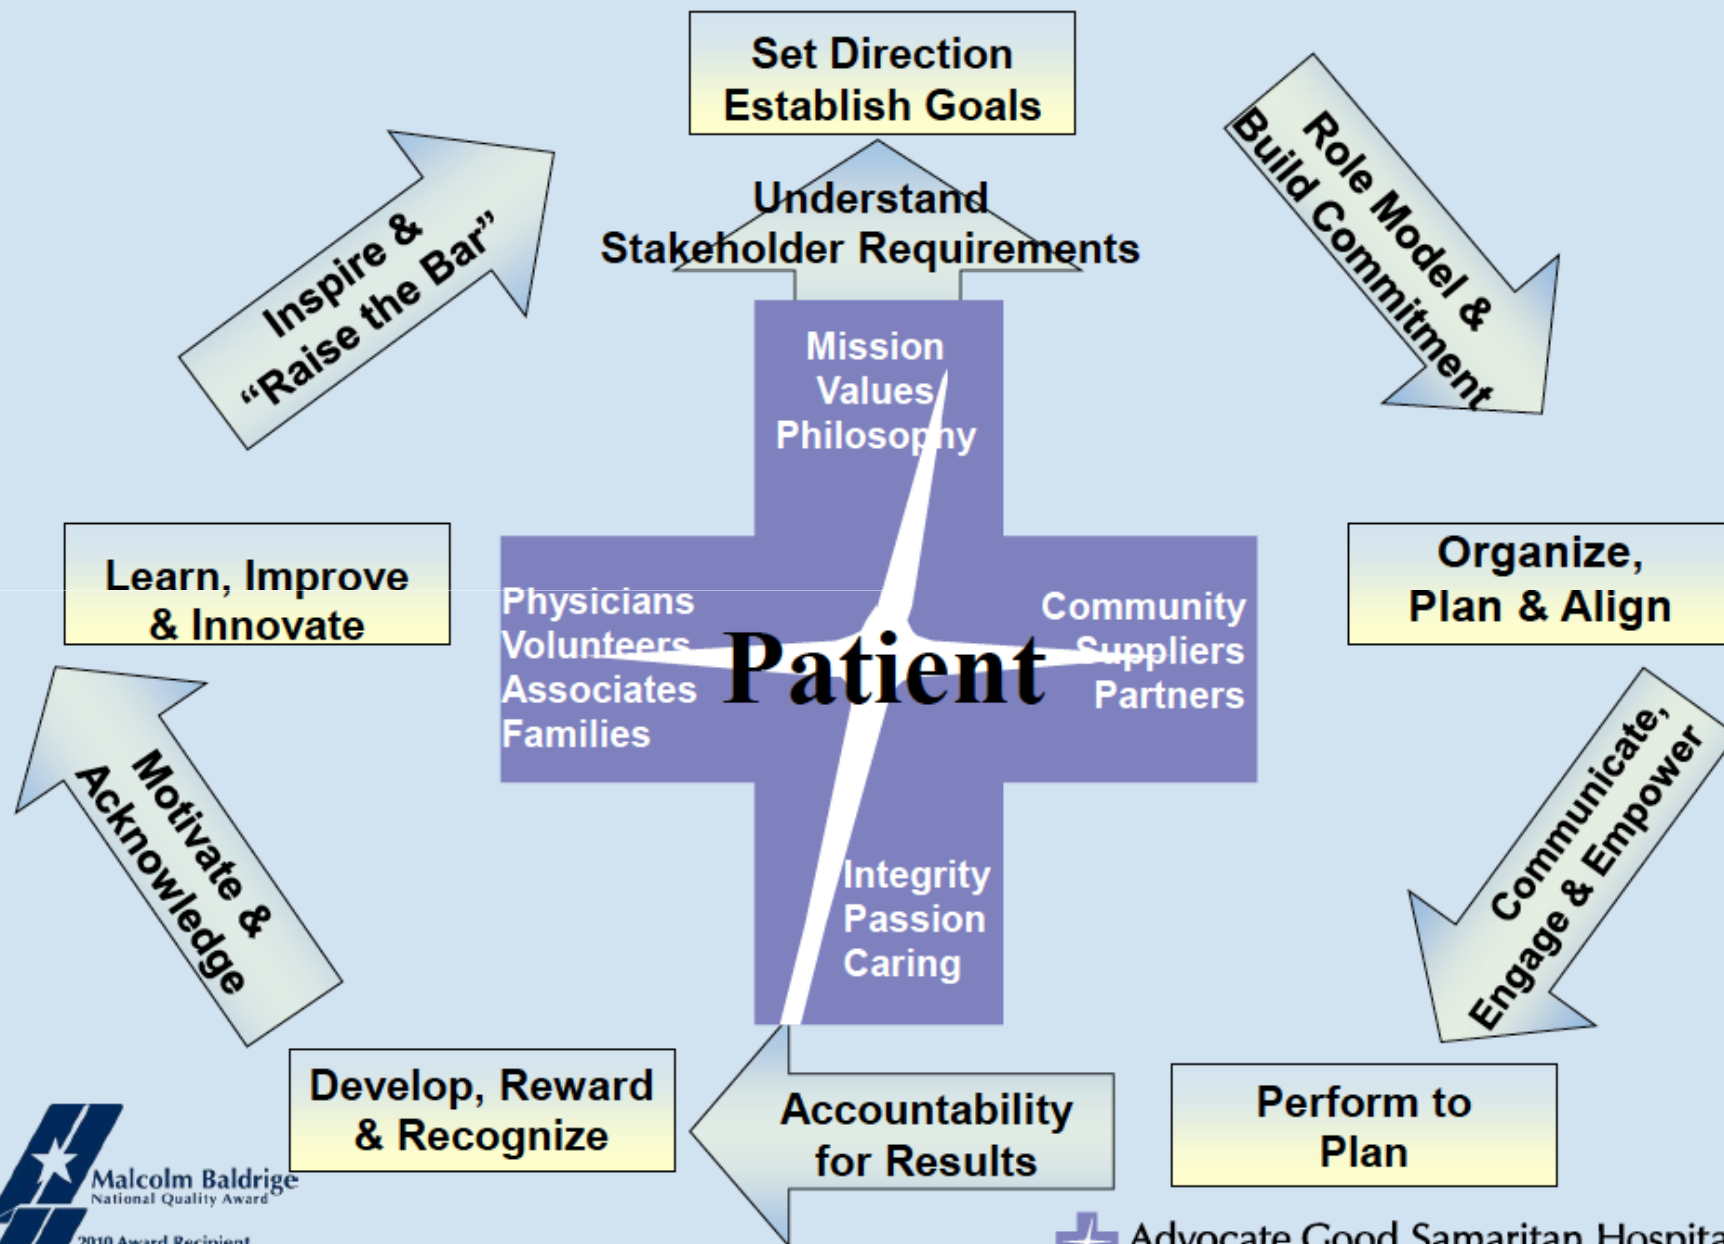 Set Direction
Establish Goals
Understand
Stakeholder Requirements
Role Model &
Build Commitment
Inspire &
“Raise the Bar”
Mission
Values
Philosophy
Learn, Improve
& Innovate
Physicians
Volunteers
Associates
Families
Patient
Community
Suppliers
Partners
Organize,
Plan & Align
Motivate &
Acknowledge
Communicate,
Engage & Empower
Integrity
Passion
Caring
Develop, Reward
& Recognize
Accountability
for Results
Perform to
Plan
Malcolm Baldrige
National Quality Award
2010 Award Recipient
Advocate Good Samaritan Hospita